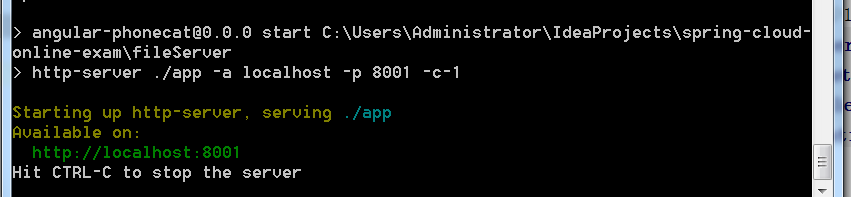 > angular-phonecat@0.0.0 start C:\Users\Administrator\IdeaProjects\spring-cloud-
online-exam\fileServer
> http-server ./app -a localhost -p 8001 -c-1
Starting up http-server, serving ./app
Available on:
http://localhost:8001
Hit CTRL-C to stop the server